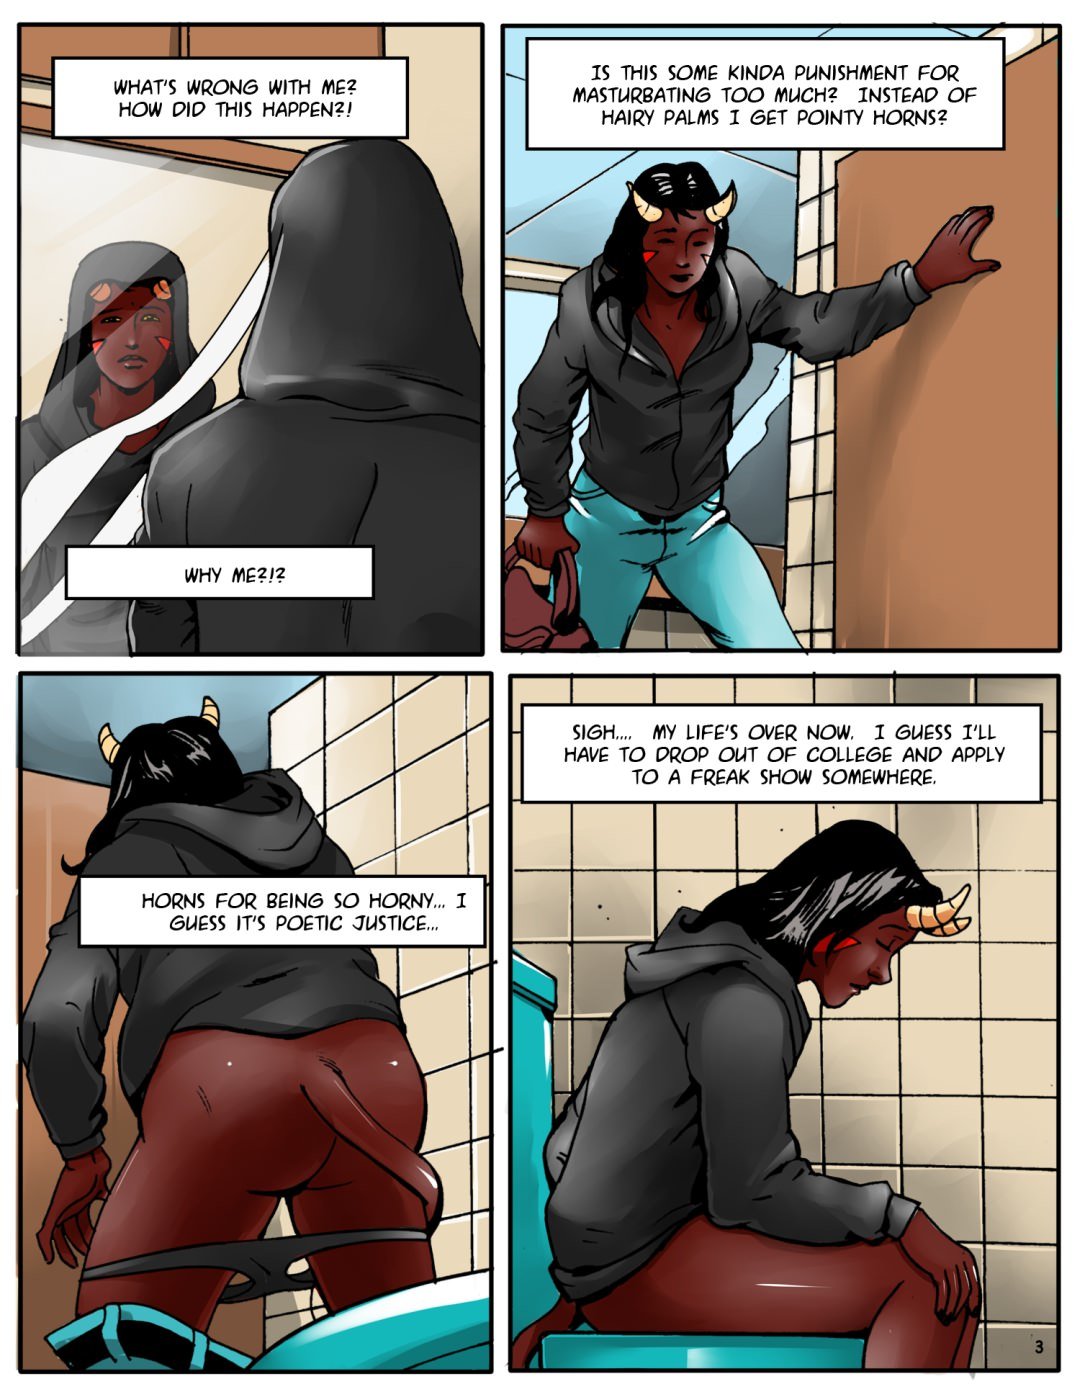 WHAT'S WRONG WITH ME?
HOW DID THIS HAPPEN?!
WHY ME?!?
IS THIS SOME KINDA PUNISHMENT FOR
MASTURBATING TOO MUCH? INSTEAD OF
HAIRY PALMS I GET POINTY HORNS?
HORNS FOR BEING SO HORNY... I
GUESS IT'S POETIC JUSTICE...
SIGH.... MY LIFE'S OVER NOW. I GUESS I'LL
HAVE TO DROP OUT OF COLLEGE AND APPLY
TO A FREAK SHOW SOMEWHERE.
3